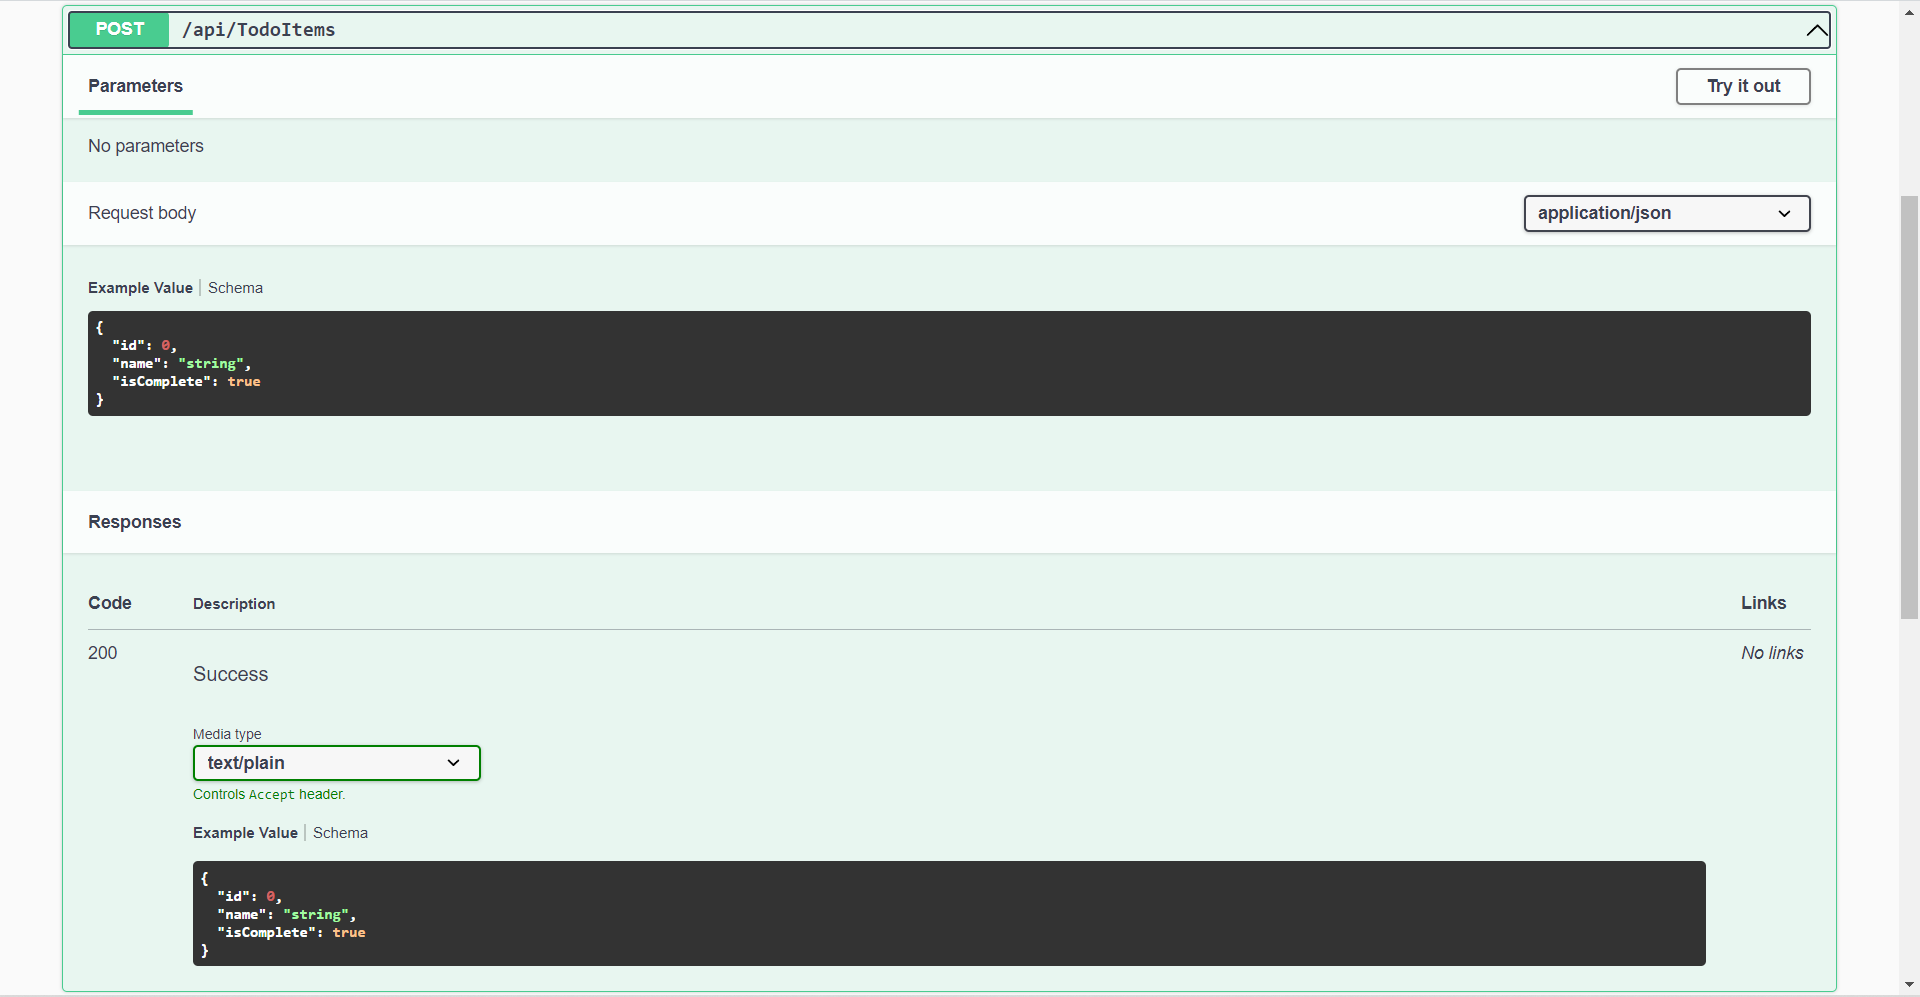 POST /api/TodoItems
Parameters
Try it out
No parameters
Request body
application/json
Example Value | Schema
{
  "id": 0,
  "name": "string",
  "isComplete": true
}
Responses
Code Description Links
200 No links
Success
Media type
text/plain
Controls Accept header.
Example Value | Schema
{
  "id": 0,
  "name": "string",
  "isComplete": true
}